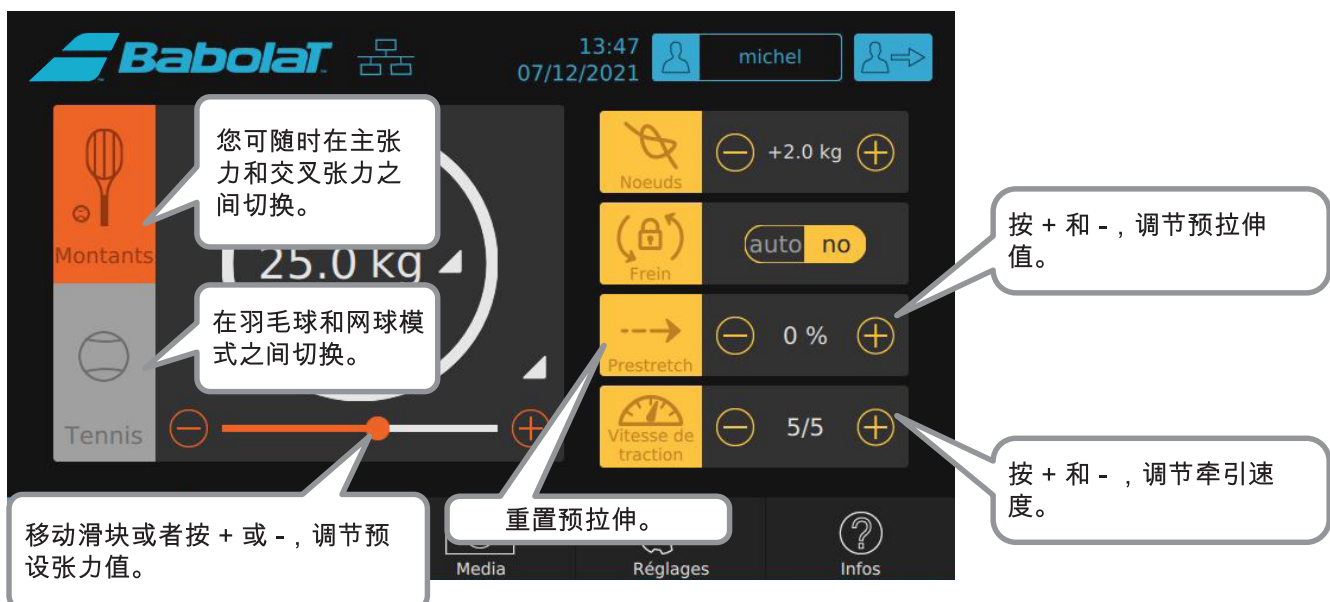 BabolaT
13:47
07/12/2021
michel
您可随时在主张
力和交叉张力之
间切换。
Montants
25.0 kg
在羽毛球和网球模
式之间切换。
Tennis
Noeuds
+2.0 kg
Frein
auto no
Prestretch
0 %
Vitesse de
traction
5/5
按 + 和 - , 调节预拉伸
值。
按 + 和 - , 调节牵引速
度。
移动滑块或者按 + 或 - , 调节预
设张力值。
重置预拉伸。
Media
Réglages
Infos